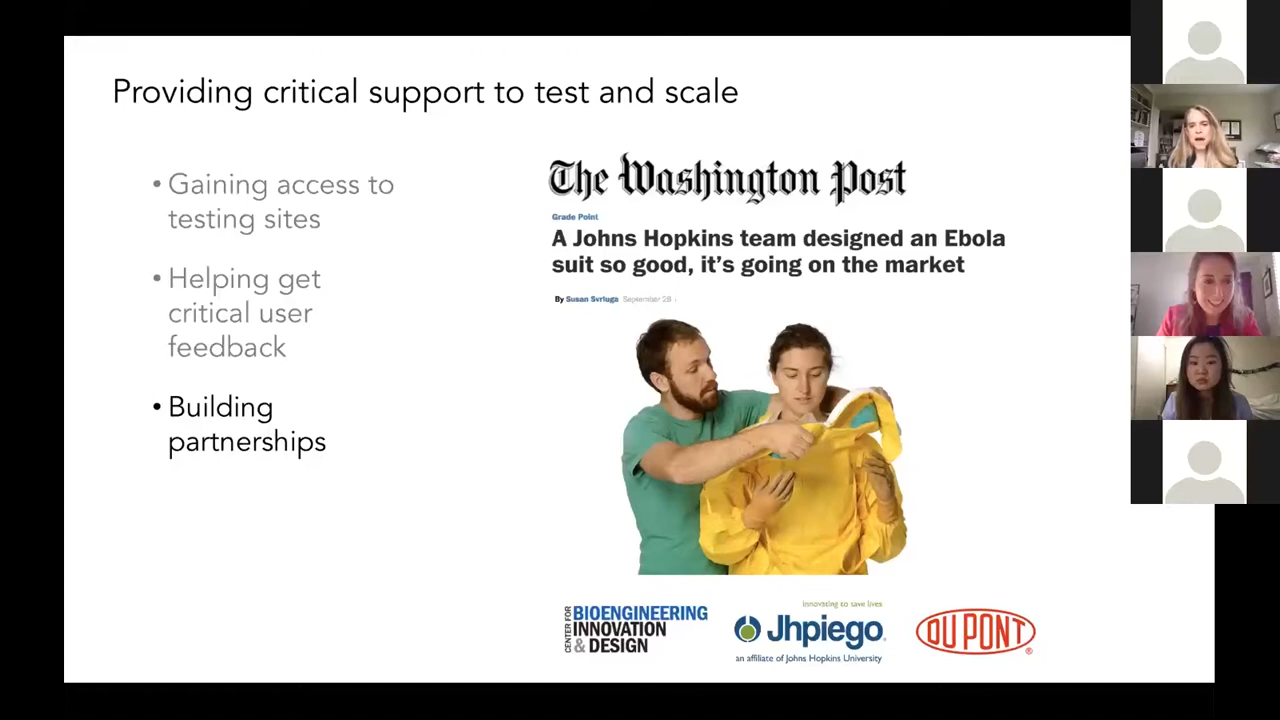 Providing critical support to test and scale
• Gaining access to
testing sites
• Helping get
critical user
feedback
• Building
partnerships
The Washington Post
Grade Point
A Johns Hopkins team designed an Ebola
suit so good, it's going on the market
By Susan Svrluga September 28
CENTER FOR
BIOENGINEERING
INNOVATION
& DESIGN
innovating to save lives
Jhpiego®
an affiliate of Johns Hopkins University
DUPONT®